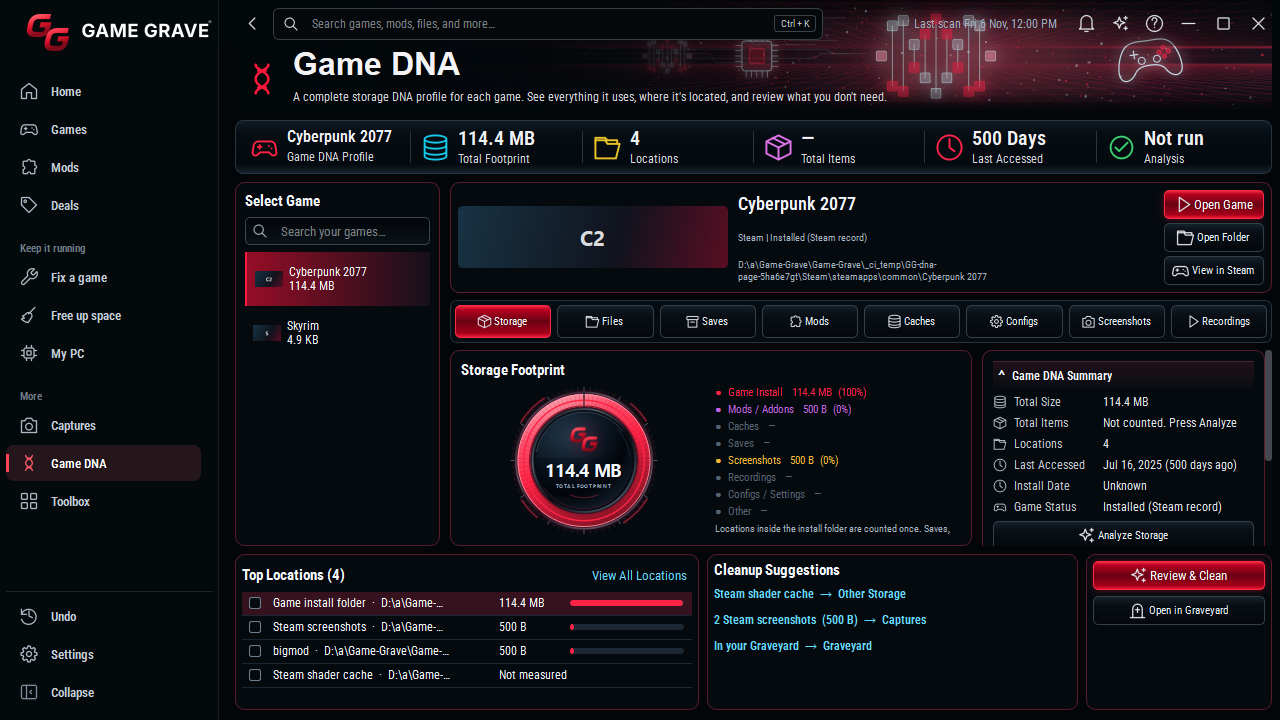 GG GAME GRAVE
Search games, mods, files, and more...
Ctrl + K
Last scan Fri 6 Nov, 12:00 PM
Game DNA
A complete storage DNA profile for each game. See everything it uses, where it's located, and review what you don't need.
Home
Games
Mods
Deals
Keep it running
Fix a game
Free up space
My PC
More
Captures
Game DNA
Toolbox
Undo
Settings
Collapse
Cyberpunk 2077
Game DNA Profile
114.4 MB
Total Footprint
4
Locations
—
Total Items
500 Days
Last Accessed
Not run
Analysis
Select Game
Search your games...
C2
Cyberpunk 2077
114.4 MB
S
Skyrim
4.9 KB
C2
Cyberpunk 2077
Steam | Installed (Steam record)
D:\a\Game-Grave\Game-Grave\_ci_temp\GG-dna-
page-5ha6e7gt\Steam\steamapps\common\Cyberpunk 2077
Open Game
Open Folder
View in Steam
Storage
Files
Saves
Mods
Caches
Configs
Screenshots
Recordings
Storage Footprint
GG
114.4 MB
TOTAL FOOTPRINT
Game Install 114.4 MB (100%)
Mods / Addons 500 B (0%)
Caches —
Saves —
Screenshots 500 B (0%)
Recordings —
Configs / Settings —
Other —
Locations inside the install folder are counted once. Saves,
Game DNA Summary
Total Size 114.4 MB
Total Items Not counted. Press Analyze
Locations 4
Last Accessed Jul 16, 2025 (500 days ago)
Install Date Unknown
Game Status Installed (Steam record)
Analyze Storage
Top Locations (4)
View All Locations
Game install folder · D:\a\Game-... 114.4 MB
Steam screenshots · D:\a\Game-... 500 B
bigmod · D:\a\Game-Grave\Game-... 500 B
Steam shader cache · D:\a\Game-... Not measured
Cleanup Suggestions
Steam shader cache → Other Storage
2 Steam screenshots (500 B) → Captures
In your Graveyard → Graveyard
Review & Clean
Open in Graveyard